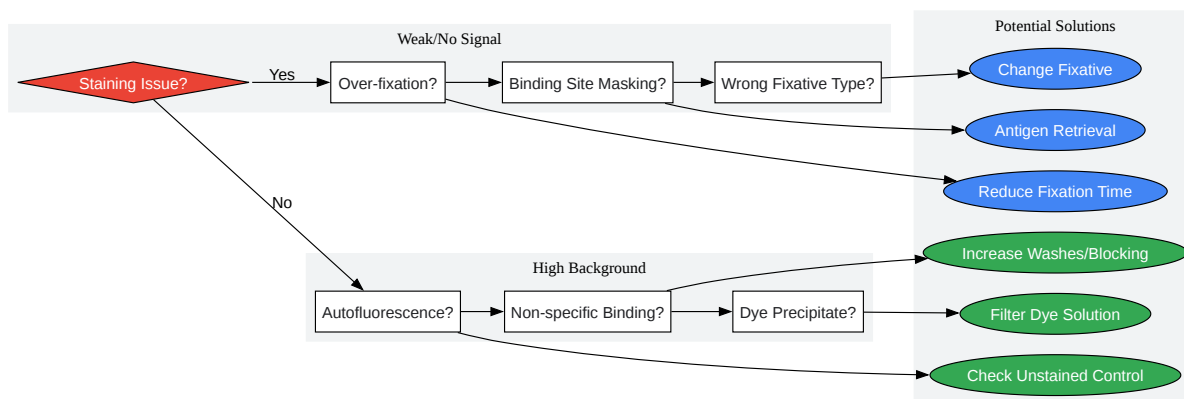 Weak/No Signal
Potential Solutions
Staining Issue?
Yes
Over-fixation?
Binding Site Masking?
Wrong Fixative Type?
Change Fixative
Antigen Retrieval
Reduce Fixation Time
No
High Background
Increase Washes/Blocking
Autofluorescence?
Non-specific Binding?
Dye Precipitate?
Filter Dye Solution
Check Unstained Control